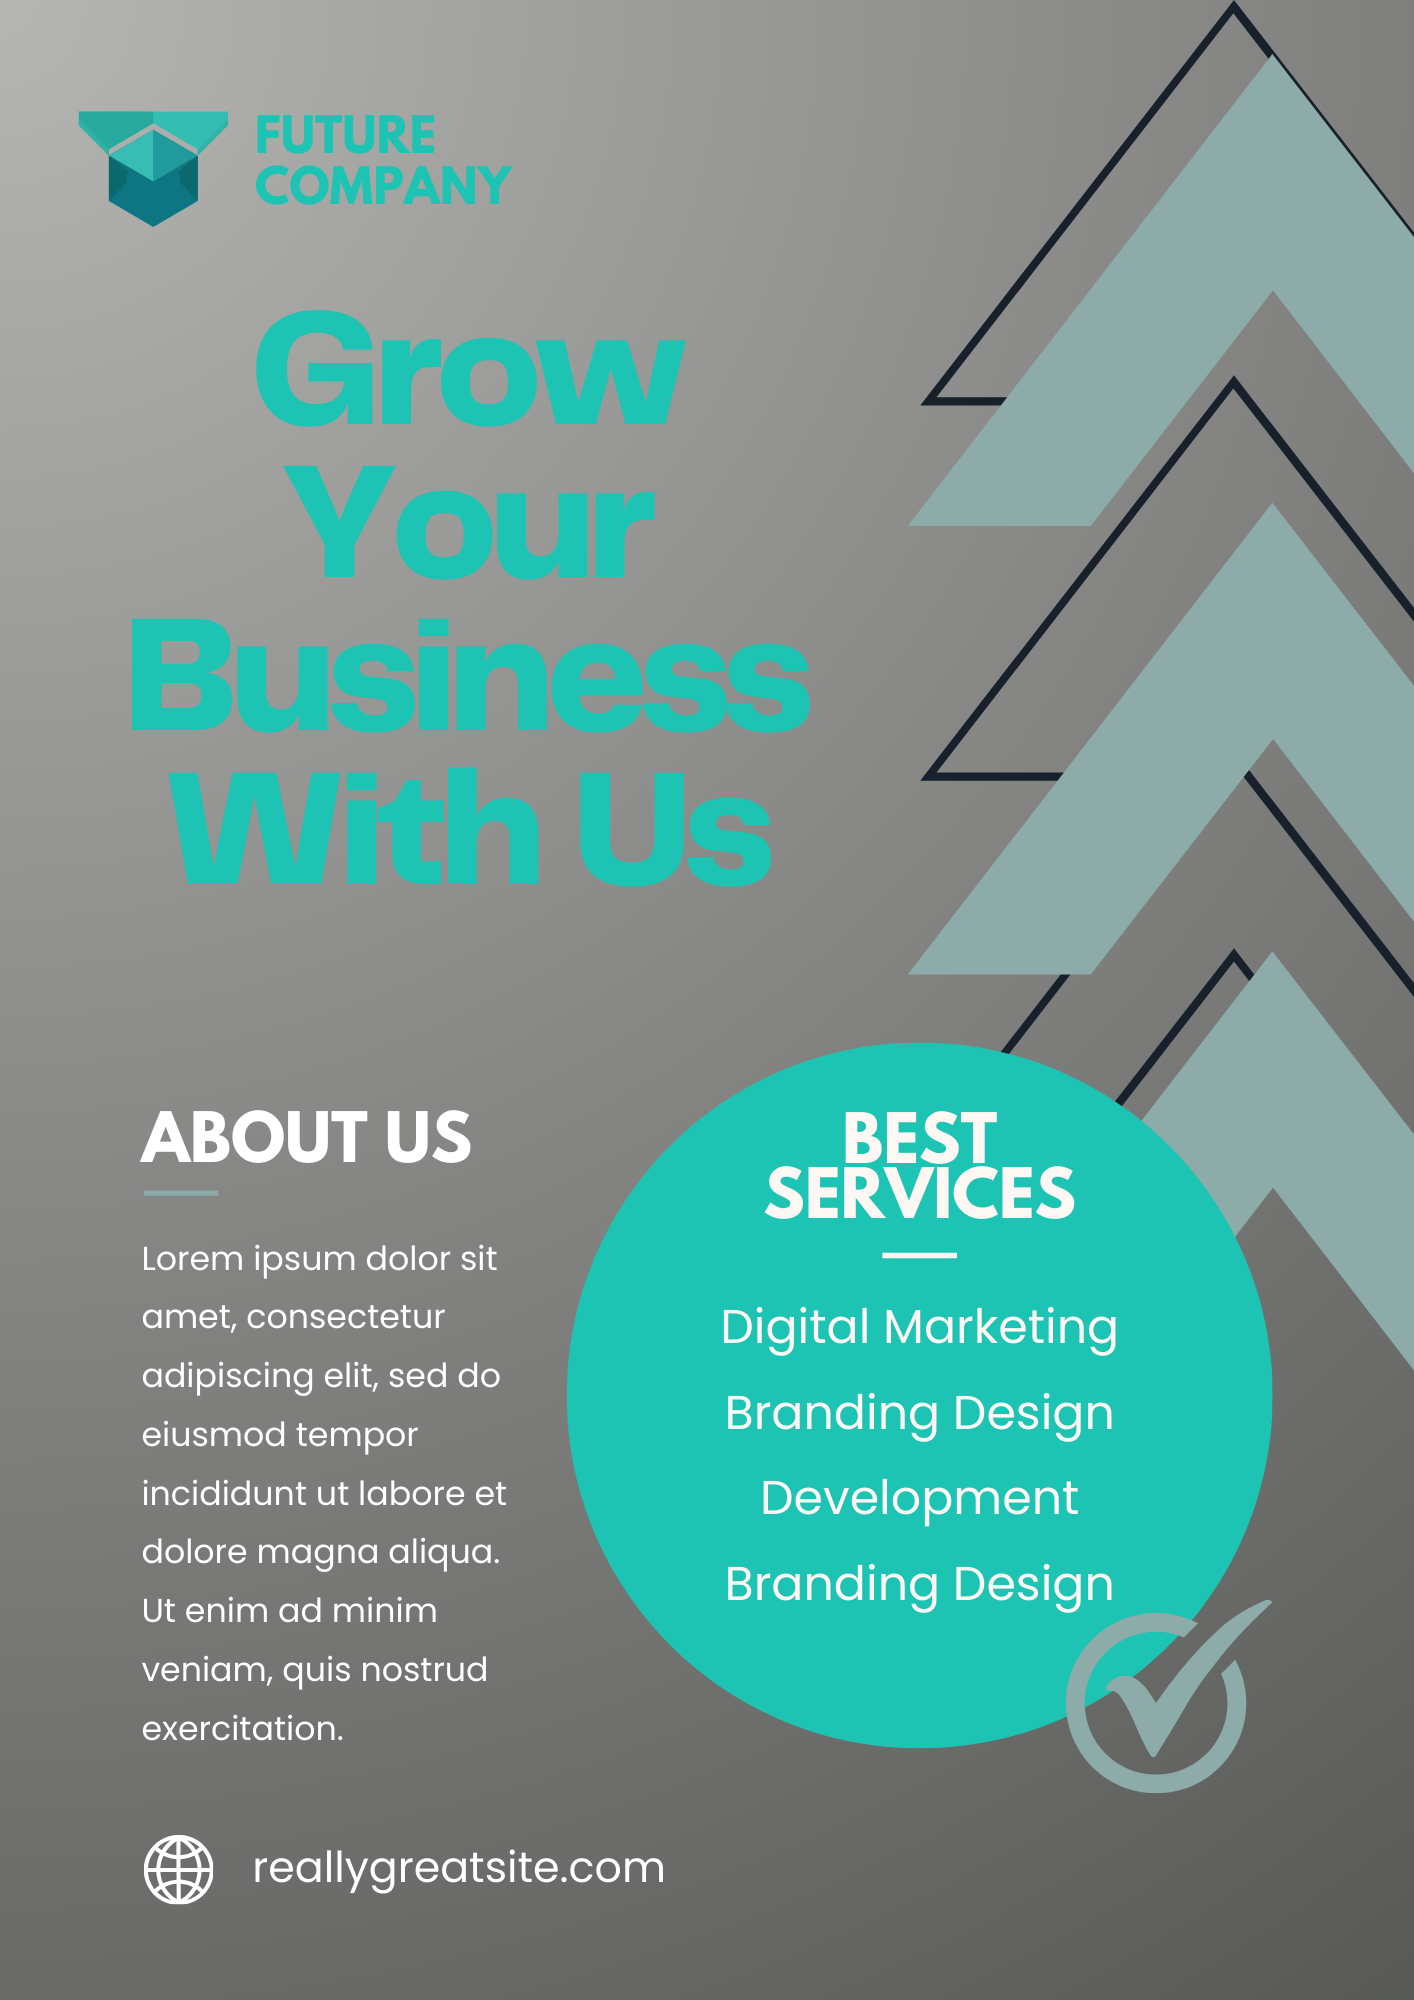 FUTURE
COMPANY
Grow
Your
Business
With Us
ABOUT US
Lorem ipsum dolor sit
amet, consectetur
adipiscing elit, sed do
eiusmod tempor
incididunt ut labore et
dolore magna aliqua.
Ut enim ad minim
veniam, quis nostrud
exercitation.
BEST
SERVICES
Digital Marketing
Branding Design
Development
Branding Design
reallygreatsite.com